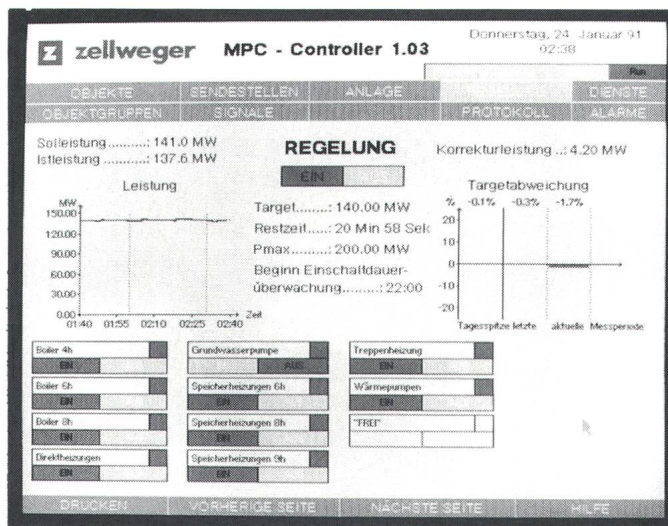 Donnerstag, 24 Januar 91
02:38
zellweger MPC - Controller 1.03
Run
OBJEKTE SENDESTELLEN ANLAGE DIENSTE
OBJEKTGRUPPEN SIGNALE PROTOKOLL ALARME
Solleistung..........: 141.0 MW
Istleistung ..........: 137.6 MW
REGELUNG
EIN AUS
Korrekturleistung ..: 4.20 MW
Leistung
MW
150.00
120.00
90.00
60.00
30.00
0.00
01:40 01:55 02:10 02:25 02:40
Zeit
Target.......: 140.00 MW
Restzeit.....: 20 Min 58 Sek
Pmax........: 200.00 MW
Beginn Einschaltdauer-
überwachung.........: 22:00
Targetabweichung
% -0.1% -0.3% -1.7%
20
10
0
-10
-20
Tagesspitze letzte aktuelle Messperiode
Boiler 4h
EIN
Grundwasserpumpe
AUS
Treppenheizung
EIN
Boiler 6h
EIN
Speicherheizungen 6h
EIN
Wärmepumpen
EIN
Boiler 8h
EIN
Speicherheizungen 8h
EIN
"FREI"
Direktheizungen
EIN
Speicherheizungen 9h
EIN
DRUCKEN VORHERIGE SEITE NÄCHSTE SEITE HILFE